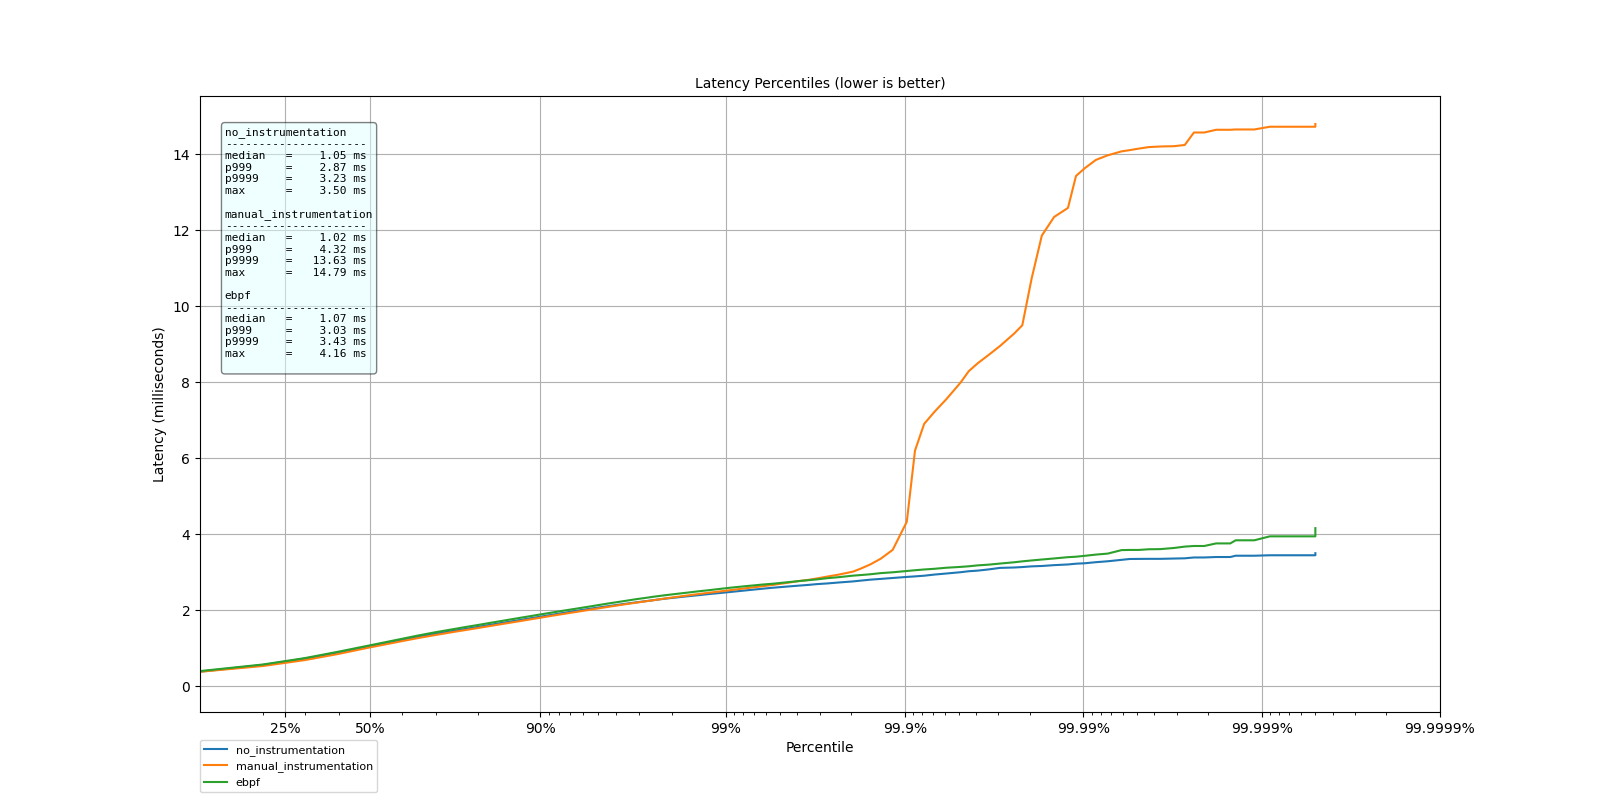 Latency Percentiles (lower is better)
no_instrumentation
---------------------
median   =    1.05 ms
p999     =    2.87 ms
p9999    =    3.23 ms
max      =    3.50 ms
manual_instrumentation
---------------------
median   =    1.02 ms
p999     =    4.32 ms
p9999    =   13.63 ms
max      =   14.79 ms
ebpf
---------------------
median   =    1.07 ms
p999     =    3.03 ms
p9999    =    3.43 ms
max      =    4.16 ms
Latency (milliseconds)
14
12
10
8
6
4
2
0
25% 50% 90% 99% 99.9% 99.99% 99.999% 99.9999%
Percentile
no_instrumentation
manual_instrumentation
ebpf